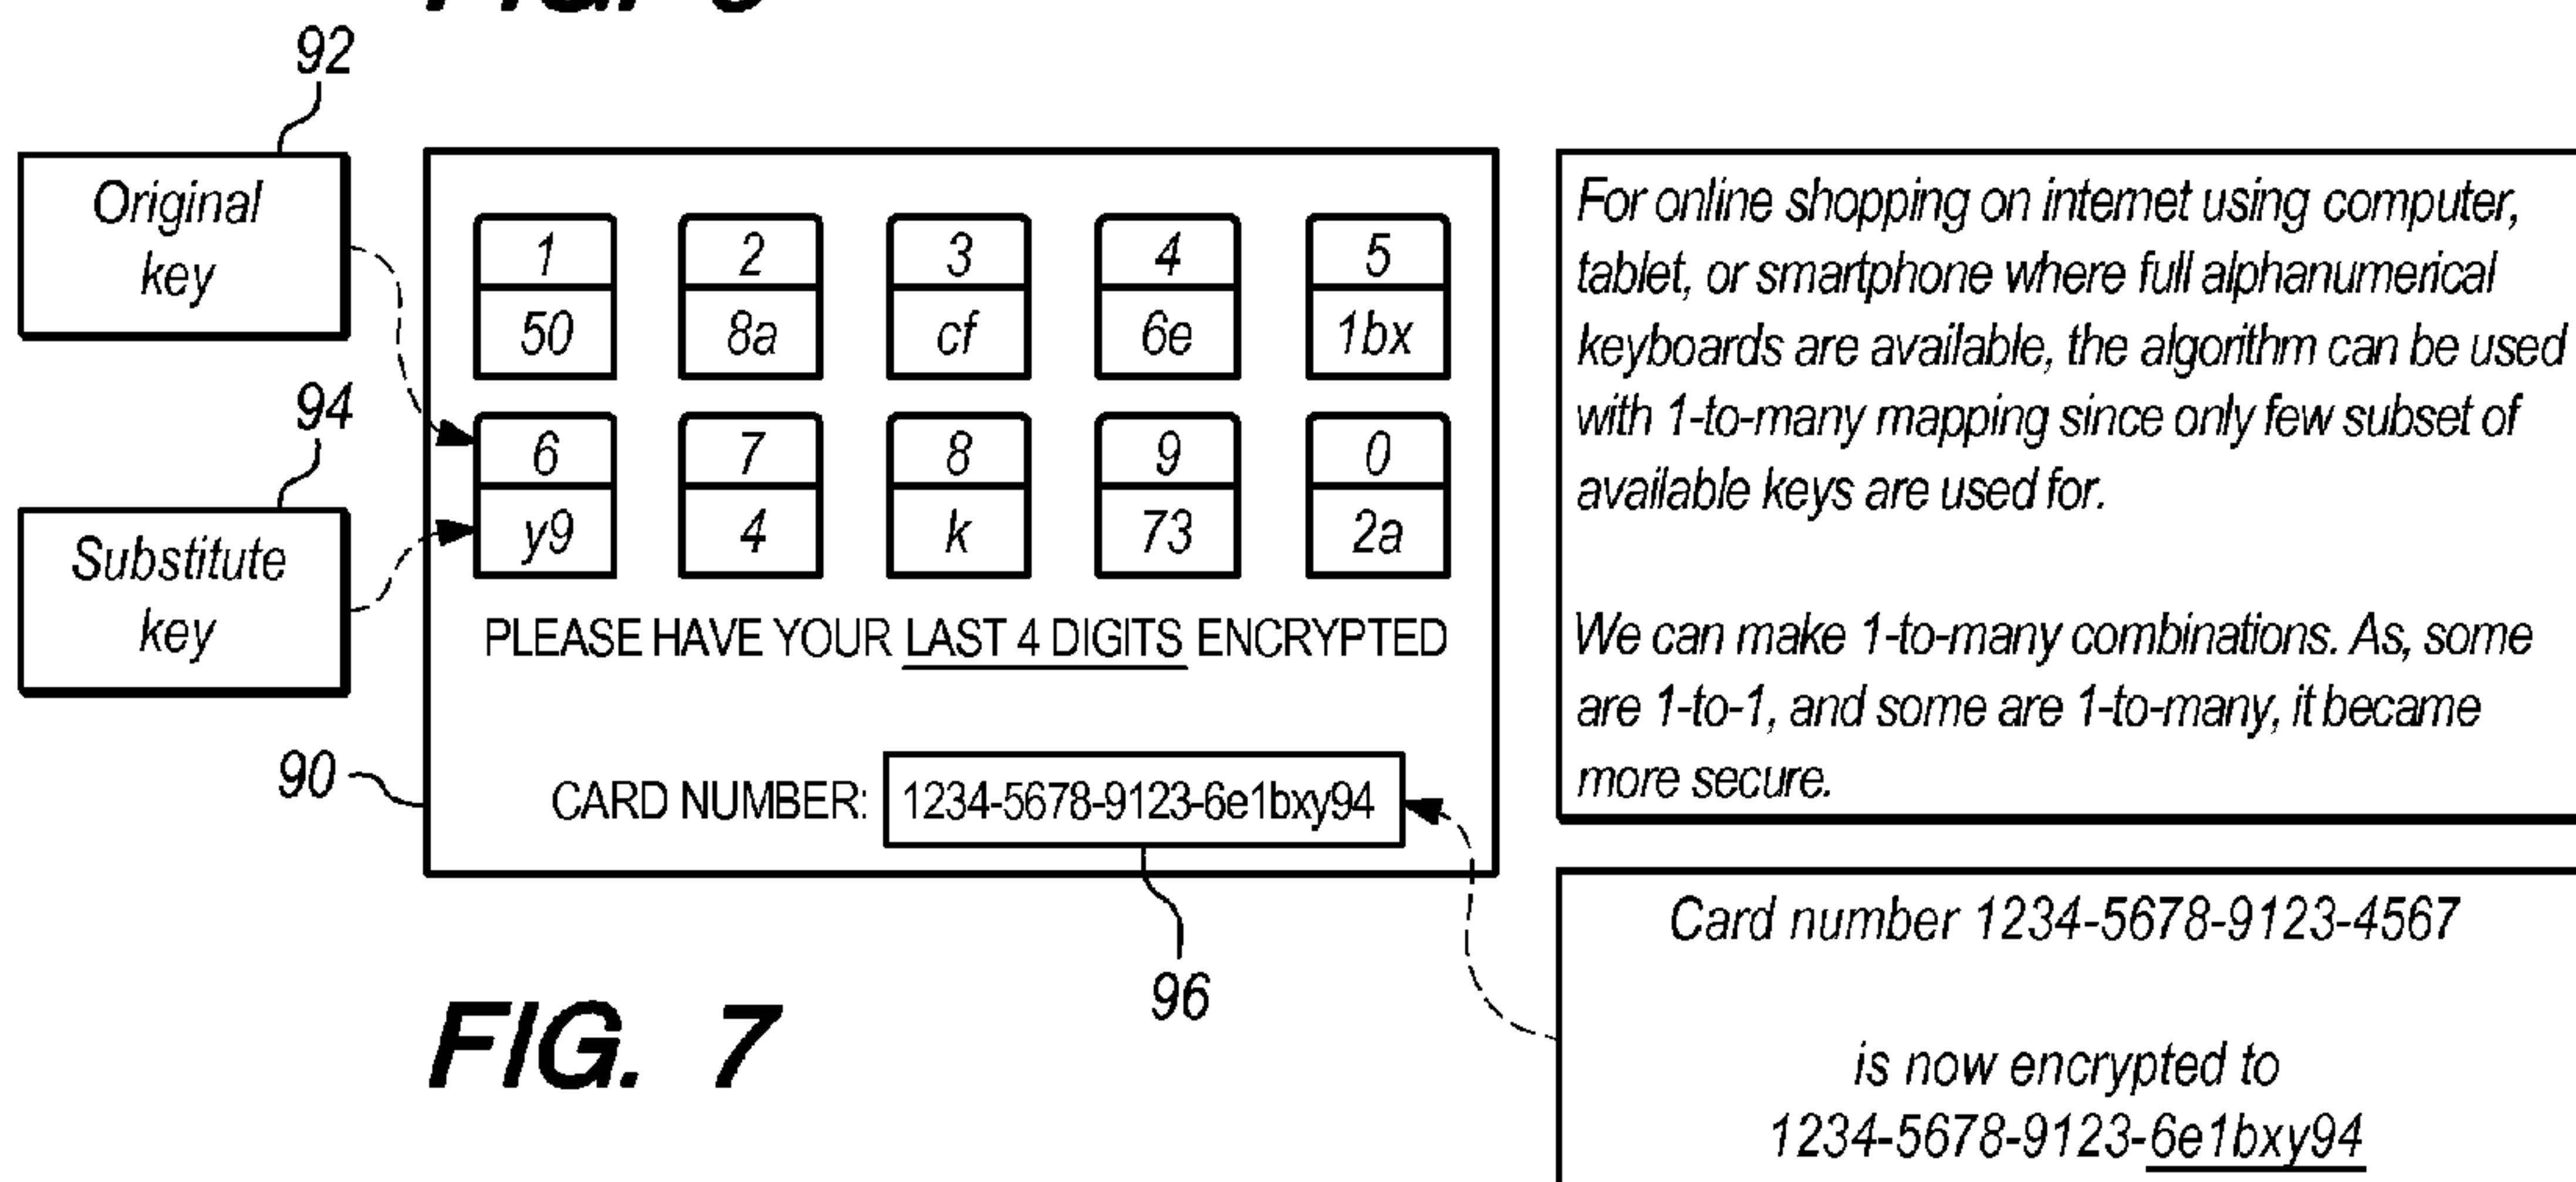 92
Original
key
94
Substitute
key
1 2 3 4 5
50 8a cf 6e 1bx
6 7 8 9 0
y9 4 k 73 2a
PLEASE HAVE YOUR LAST 4 DIGITS ENCRYPTED
90
CARD NUMBER: 1234-5678-9123-6e1bxy94
96
For online shopping on internet using computer,
tablet, or smartphone where full alphanumerical
keyboards are available, the algorithm can be used
with 1-to-many mapping since only few subset of
available keys are used for.
We can make 1-to-many combinations. As, some
are 1-to-1, and some are 1-to-many, it became
more secure.
Card number 1234-5678-9123-4567
is now encrypted to
1234-5678-9123-6e1bxy94
FIG. 7